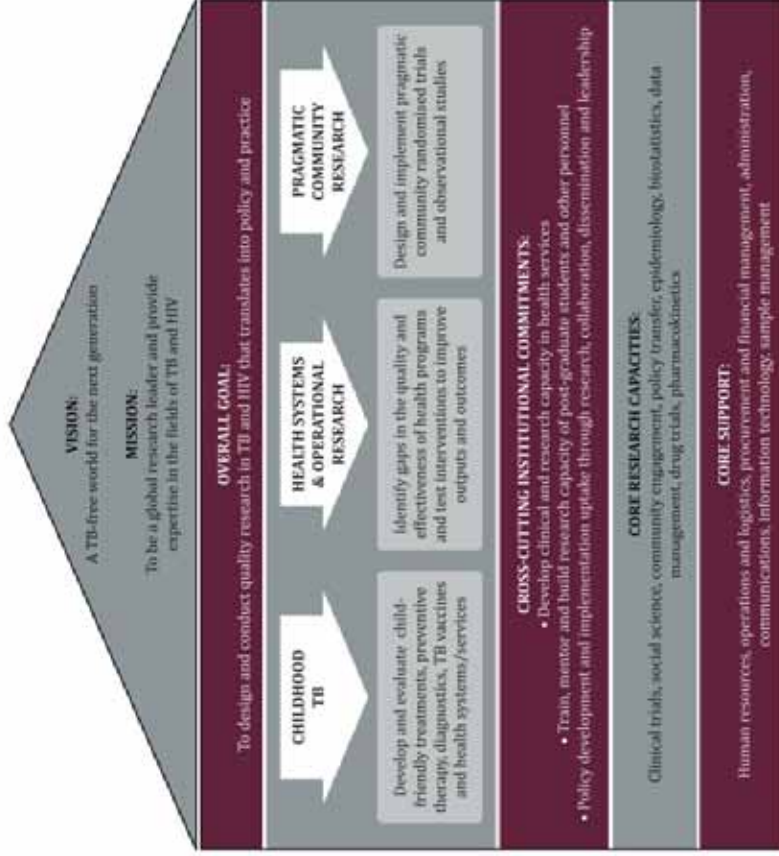 VISION:
A TB-free world for the next generation
MISSION:
To be a global research leader and provide
expertise in the fields of TB and HIV
OVERALL GOAL:
To design and conduct quality research in TB and HIV that translates into policy and practice
CHILDHOOD
TB
Develop and evaluate child-
friendly treatments, preventive
therapy, diagnostics, TB vaccines
and health systems/services
HEALTH SYSTEMS
& OPERATIONAL
RESEARCH
Identify gaps in the quality and
effectiveness of health programs
and test interventions to improve
outputs and outcomes
PRAGMATIC
COMMUNITY
RESEARCH
Design and implement pragmatic
community randomised trials
and observational studies
CROSS-CUTTING INSTITUTIONAL COMMITMENTS:
• Develop clinical and research capacity in health services
• Train, mentor and build research capacity of post-graduate students and other personnel
• Policy development and implementation uptake through research, collaboration, dissemination and leadership
CORE RESEARCH CAPACITIES:
Clinical trials, social science, community engagement, policy transfer, epidemiology, biostatistics, data
management, drug trials, pharmacokinetics
CORE SUPPORT:
Human resources, operations and logistics, procurement and financial management, administration,
communications, information technology, sample management